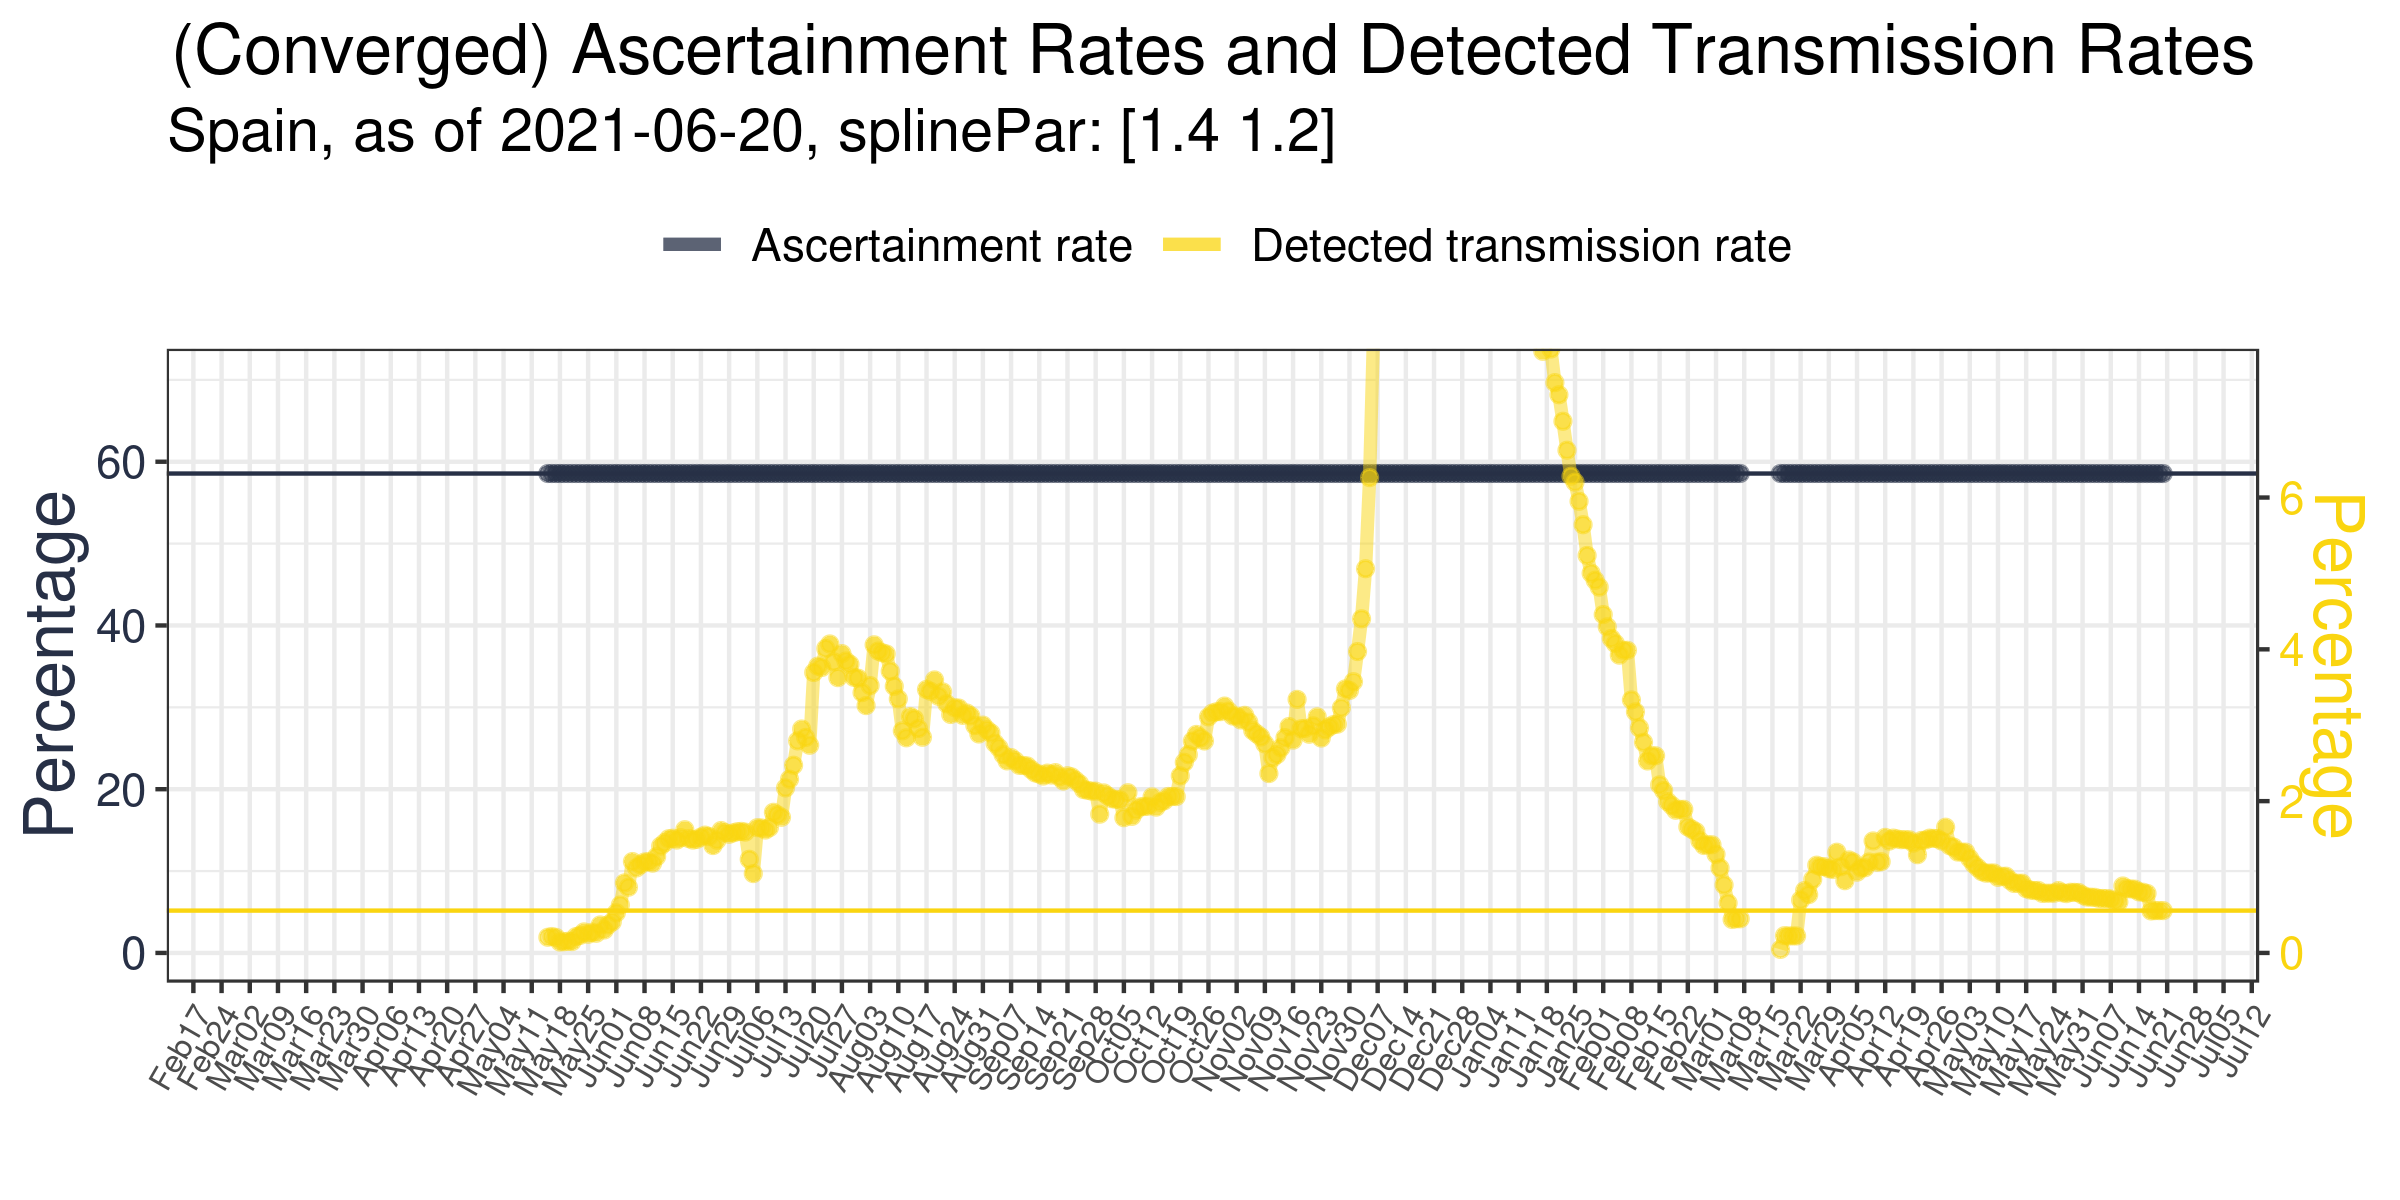 (Converged) Ascertainment Rates and Detected Transmission Rates
Spain, as of 2021-06-20, splinePar: [1.4 1.2]
Ascertainment rate
Detected transmission rate
Percentage
60
40
20
0
6
4
2
0
Percentage
Feb17
Feb24
Mar02
Mar09
Mar16
Mar23
Mar30
Apr06
Apr13
Apr20
Apr27
May04
May11
May18
May25
Jun01
Jun08
Jun15
Jun22
Jun29
Jul06
Jul13
Jul20
Jul27
Aug03
Aug10
Aug17
Aug24
Aug31
Sep07
Sep14
Sep21
Sep28
Oct05
Oct12
Oct19
Oct26
Nov02
Nov09
Nov16
Nov23
Nov30
Dec07
Dec14
Dec21
Dec28
Jan04
Jan11
Jan18
Jan25
Feb01
Feb08
Feb15
Feb22
Mar01
Mar08
Mar15
Mar22
Mar29
Apr05
Apr12
Apr19
Apr26
May03
May10
May17
May24
May31
Jun07
Jun14
Jun21
Jun28
Jul05
Jul12